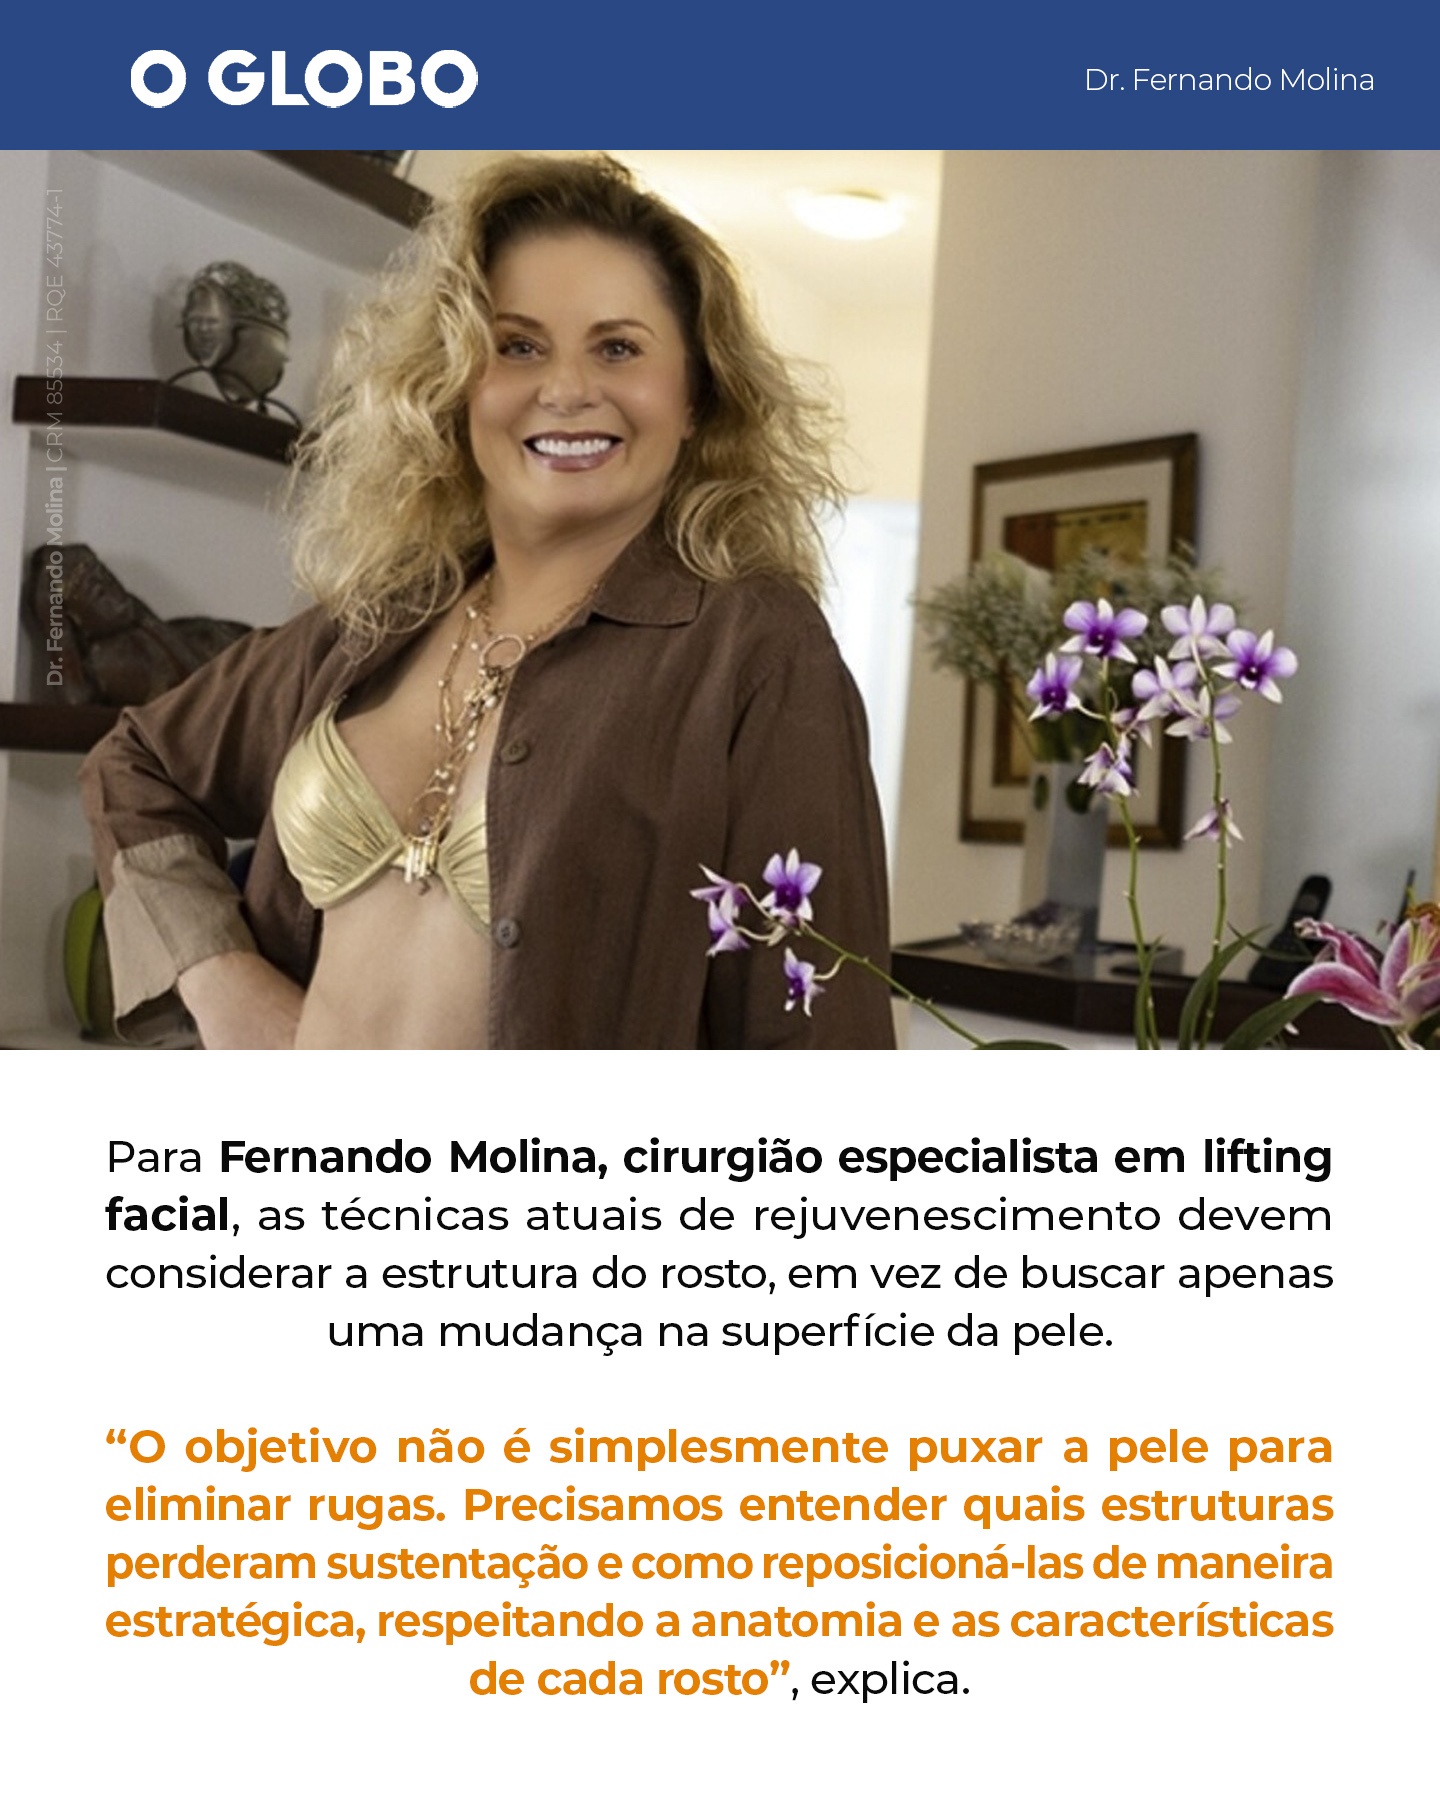 O GLOBO
Dr. Fernando Molina
Dr. Fernando Molina | CRM 85534 | RQE 43774-1
Para Fernando Molina, cirurgião especialista em lifting
facial, as técnicas atuais de rejuvenescimento devem
considerar a estrutura do rosto, em vez de buscar apenas
uma mudança na superfície da pele.
“O objetivo não é simplesmente puxar a pele para
eliminar rugas. Precisamos entender quais estruturas
perderam sustentação e como reposicioná-las de maneira
estratégica, respeitando a anatomia e as características
de cada rosto”, explica.